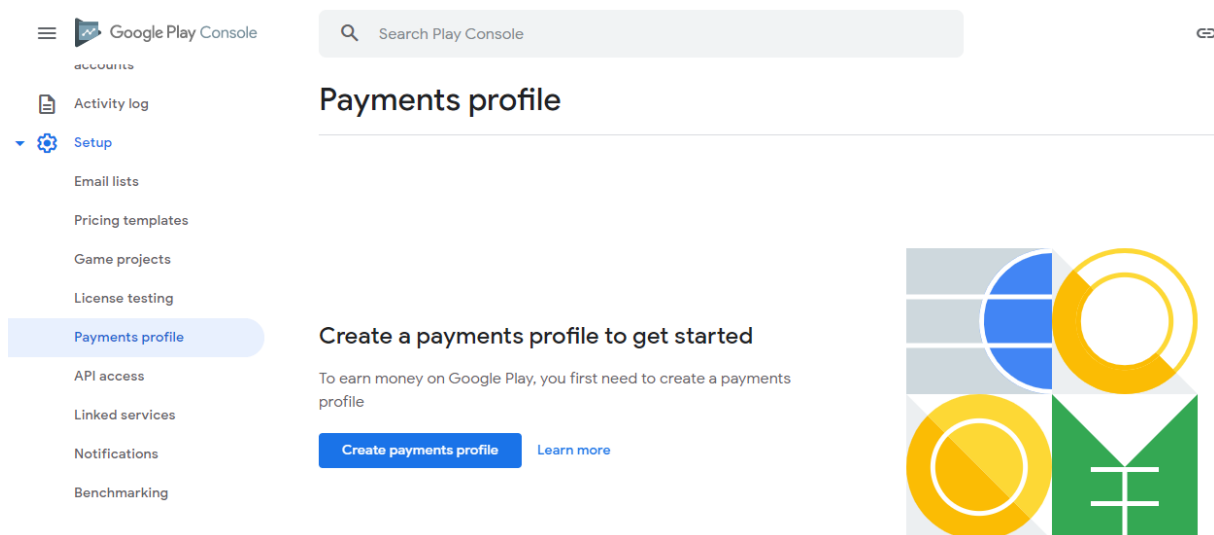 Google Play Console
Search Play Console
accounts
Activity log
Setup
Email lists
Pricing templates
Game projects
License testing
Payments profile
API access
Linked services
Notifications
Benchmarking
Payments profile
Create a payments profile to get started
To earn money on Google Play, you first need to create a payments
profile
Create payments profile
Learn more